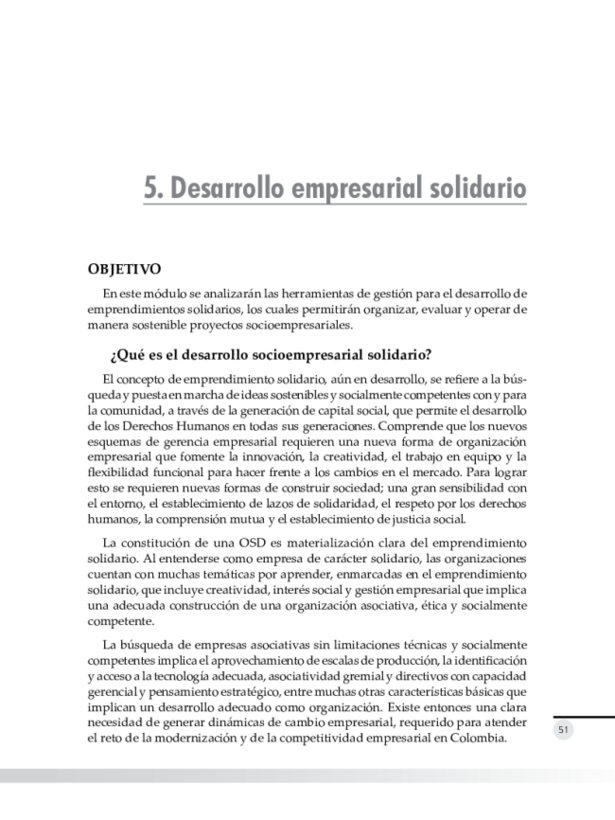 5. Desarrollo empresarial solidario
OBJETIVO
En este módulo se analizarán las herramientas de gestión para el desarrollo de
emprendimientos solidarios, los cuales permitirán organizar, evaluar y operar de
manera sostenible proyectos socioempresariales.
¿Qué es el desarrollo socioempresarial solidario?
El concepto de emprendimiento solidario, aún en desarrollo, se refiere a la bús-
queda y puesta en marcha de ideas sostenibles y socialmente competentes con y para
la comunidad, a través de la generación de capital social, que permite el desarrollo
de los Derechos Humanos en todas sus generaciones. Comprende que los nuevos
esquemas de gerencia empresarial requieren una nueva forma de organización
empresarial que fomente la innovación, la creatividad, el trabajo en equipo y la
flexibilidad funcional para hacer frente a los cambios en el mercado. Para lograr
esto se requieren nuevas formas de construir sociedad; una gran sensibilidad con
el entorno, el establecimiento de lazos de solidaridad, el respeto por los derechos
humanos, la comprensión mutua y el establecimiento de justicia social.
La constitución de una OSD es materialización clara del emprendimiento
solidario. Al entenderse como empresa de carácter solidario, las organizaciones
cuentan con muchas temáticas por aprender, enmarcadas en el emprendimiento
solidario, que incluye creatividad, interés social y gestión empresarial que implica
una adecuada construcción de una organización asociativa, ética y socialmente
competente.
La búsqueda de empresas asociativas sin limitaciones técnicas y socialmente
competentes implica el aprovechamiento de escalas de producción, la identificación
y acceso a la tecnología adecuada, asociatividad gremial y directivos con capacidad
gerencial y pensamiento estratégico, entre muchas otras características básicas que
implican un desarrollo adecuado como organización. Existe entonces una clara
necesidad de generar dinámicas de cambio empresarial, requerido para atender
el reto de la modernización y de la competitividad empresarial en Colombia.
51